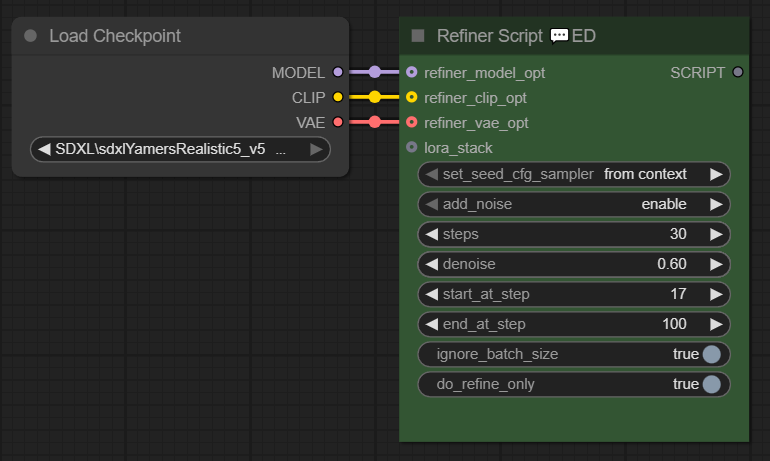 Load Checkpoint
MODEL
CLIP
VAE
SDXL\sdxlYamersRealistic5_v5 ...
Refiner Script 💬ED
refiner_model_opt SCRIPT
refiner_clip_opt
refiner_vae_opt
lora_stack
set_seed_cfg_sampler from context
add_noise enable
steps 30
denoise 0.60
start_at_step 17
end_at_step 100
ignore_batch_size true
do_refine_only true